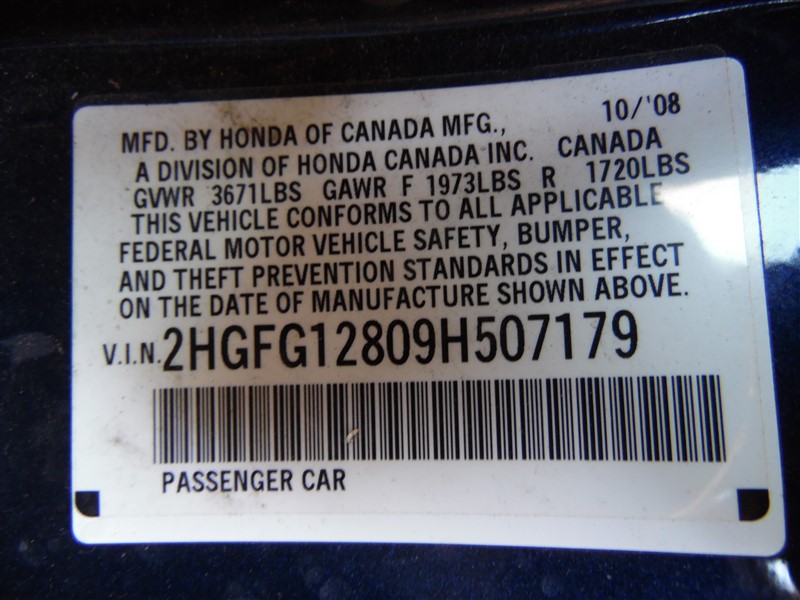 10/'08
MFD. BY HONDA OF CANADA MFG.,
A DIVISION OF HONDA CANADA INC. CANADA
GVWR 3671LBS GAWR F 1973LBS R 1720LBS
THIS VEHICLE CONFORMS TO ALL APPLICABLE
FEDERAL MOTOR VEHICLE SAFETY, BUMPER,
AND THEFT PREVENTION STANDARDS IN EFFECT
ON THE DATE OF MANUFACTURE SHOWN ABOVE.
V.I.N. 2HGFG12809H507179
PASSENGER CAR